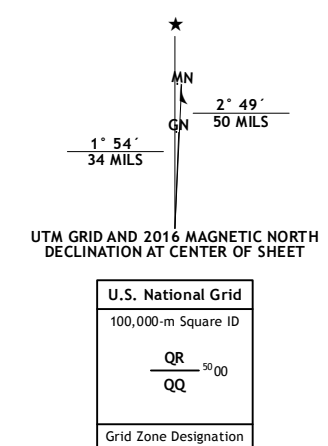 ★
MN
GN
2° 49´
50 MILS
1° 54´
34 MILS
UTM GRID AND 2016 MAGNETIC NORTH
DECLINATION AT CENTER OF SHEET
U.S. National Grid
100,000-m Square ID
QR
5000
QQ
Grid Zone Designation